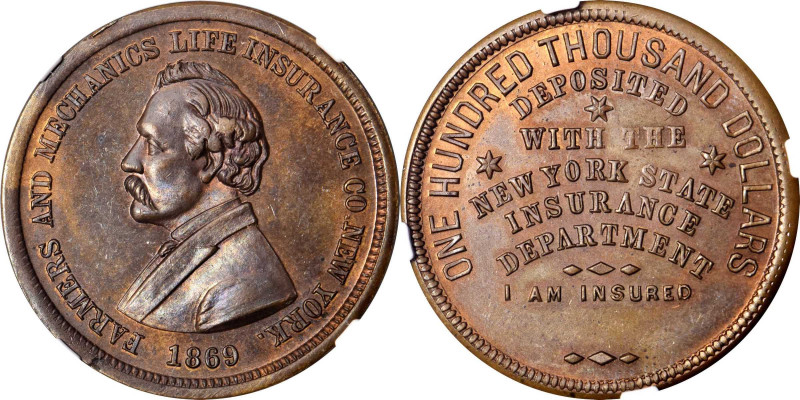 FARMERS AND MECHANICS LIFE INSURANCE CO. NEW YORK.
1869
ONE HUNDRED THOUSAND DOLLARS
DEPOSITED
WITH THE
NEW YORK STATE
INSURANCE
DEPARTMENT
I AM INSURED